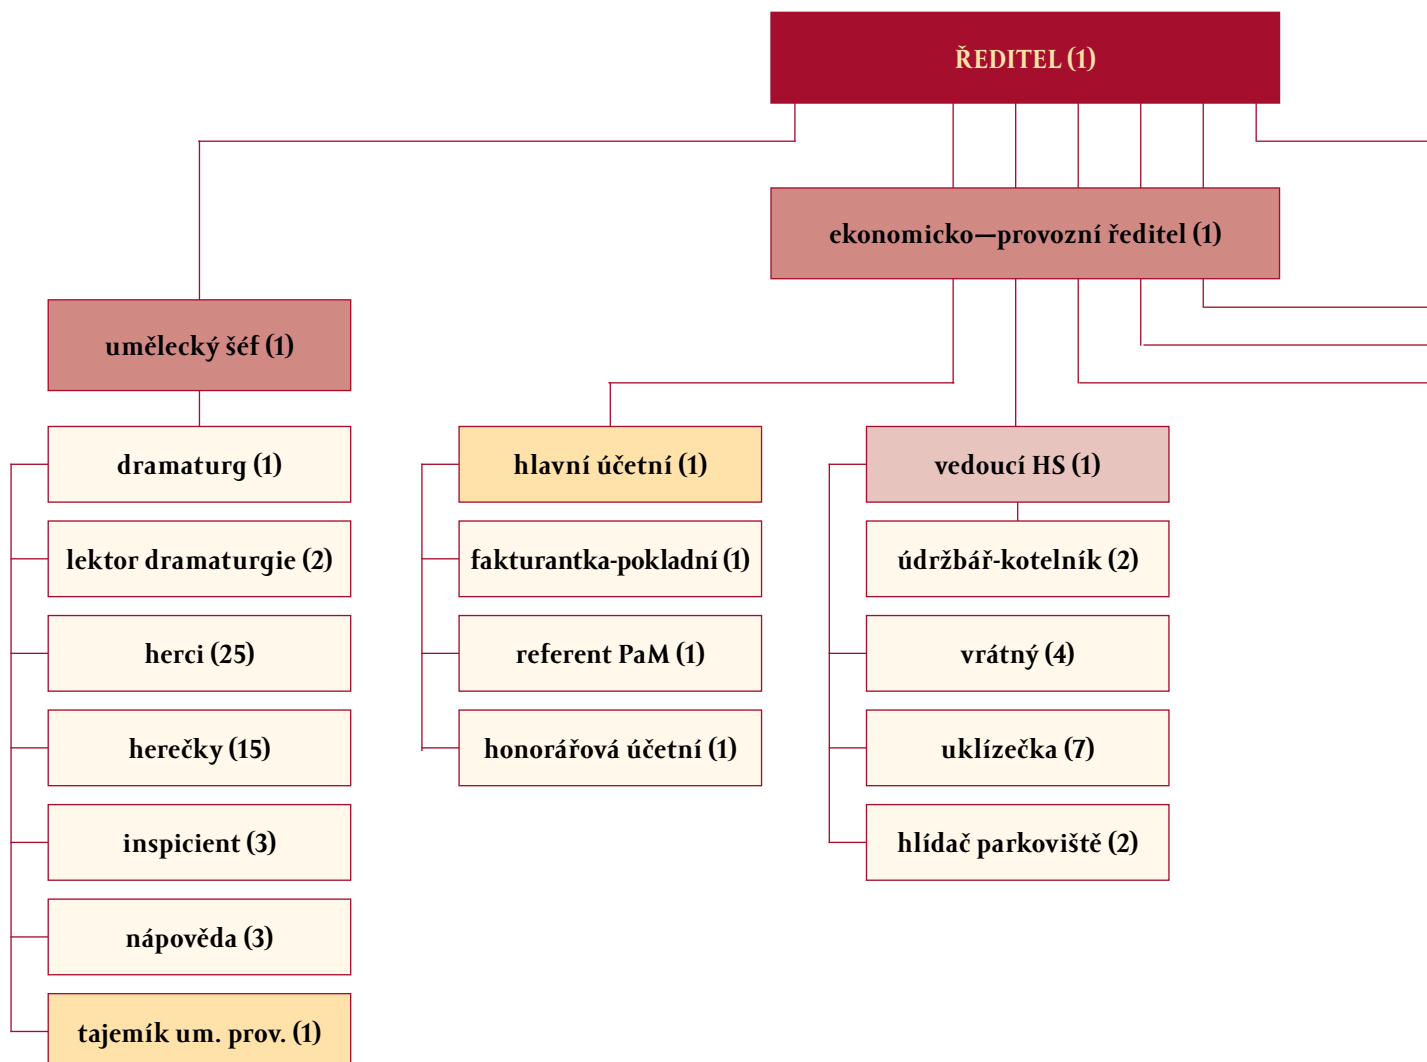 ŘEDITEL (1)
ekonomicko—provozní ředitel (1)
umělecký šéf (1)
dramaturg (1)
lektor dramaturgie (2)
herci (25)
herečky (15)
inspicient (3)
nápověda (3)
tajemík um. prov. (1)
hlavní účetní (1)
fakturantka-pokladní (1)
referent PaM (1)
honorářová účetní (1)
vedoucí HS (1)
údržbář-kotelník (2)
vrátný (4)
uklízečka (7)
hlídač parkoviště (2)